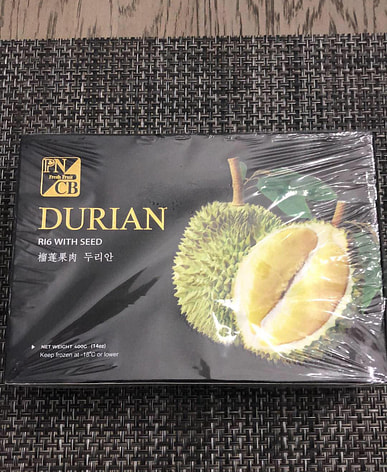 PN
Fresh Fruit
CB
DURIAN
RI6 WITH SEED
榴莲果肉 두리안
NET WEIGHT 400G (14oz)
Keep frozen at -18°C or lower